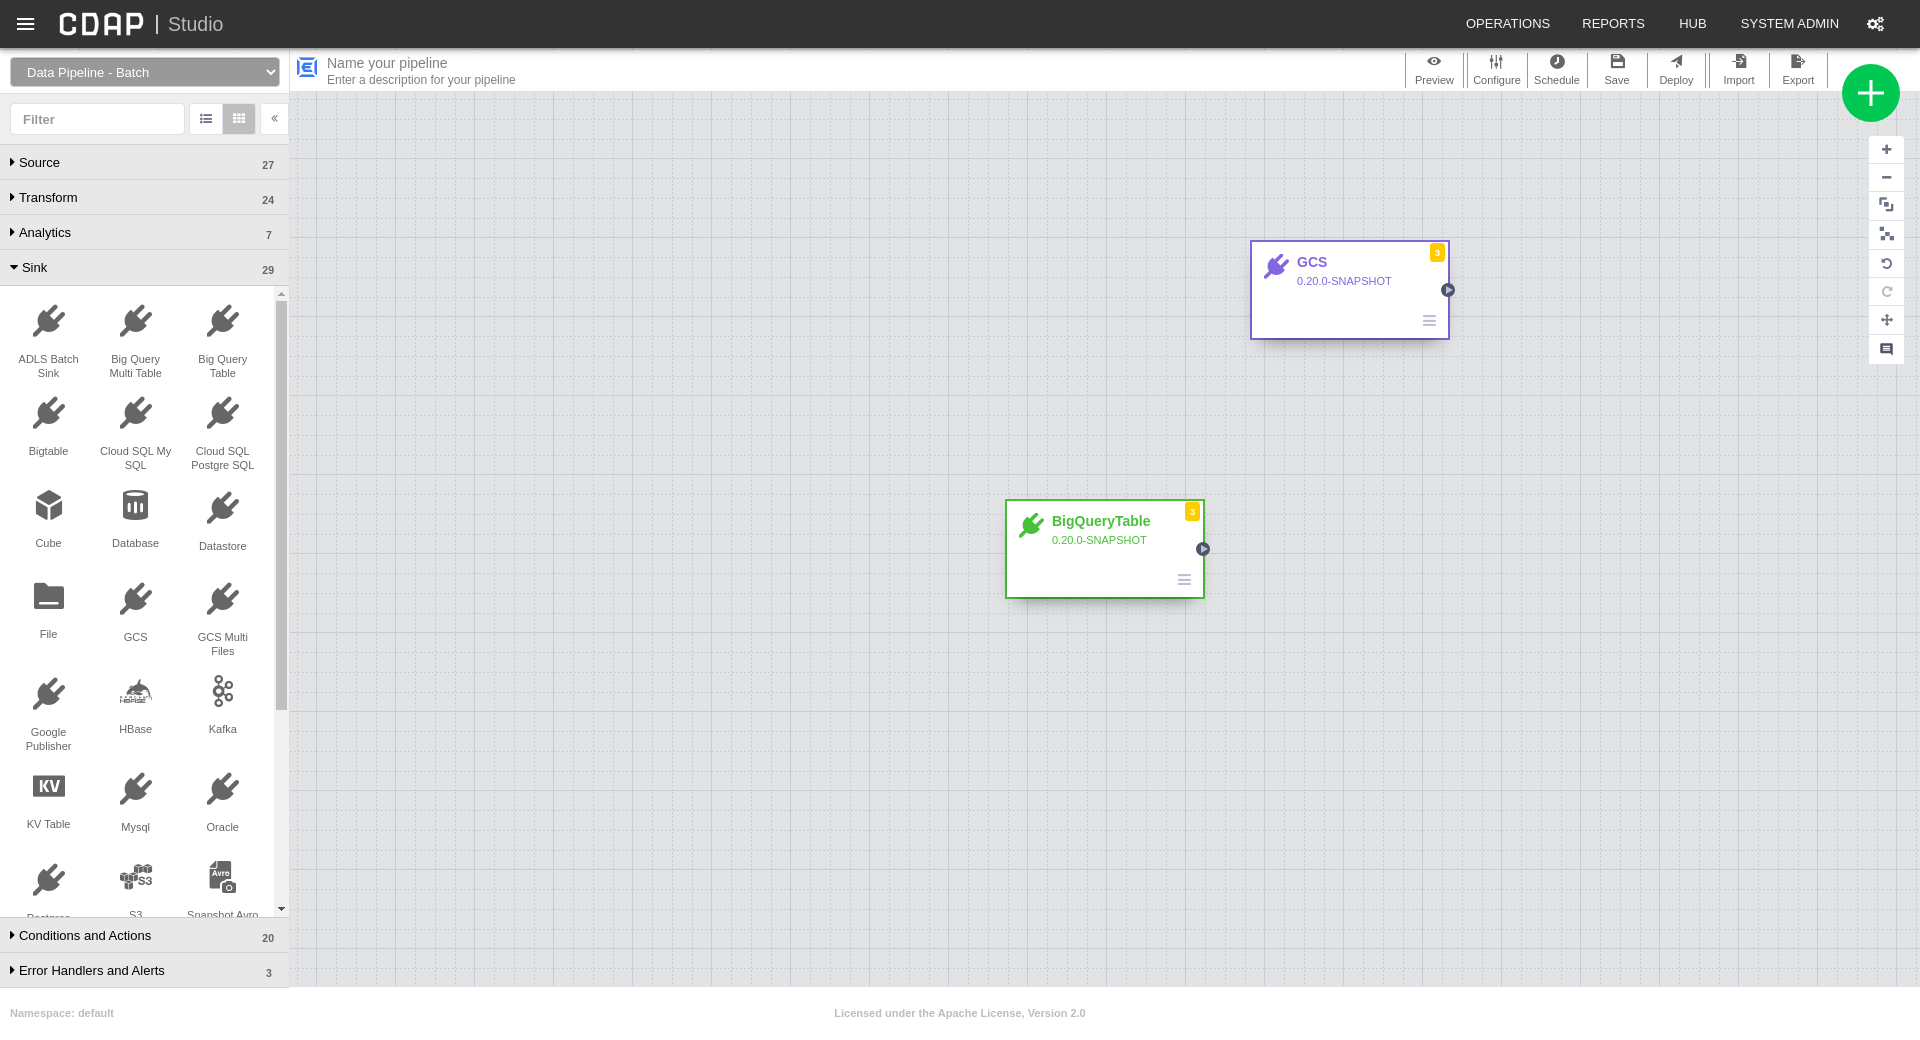 CDAP | Studio
OPERATIONS
REPORTS
HUB
SYSTEM ADMIN
Data Pipeline - Batch
Name your pipeline
Enter a description for your pipeline
Preview
Configure
Schedule
Save
Deploy
Import
Export
Filter
Source 27
Transform 24
Analytics 7
Sink 29
ADLS Batch
Sink
Big Query
Multi Table
Big Query
Table
Bigtable
Cloud SQL My
SQL
Cloud SQL
Postgre SQL
Cube
Database
Datastore
File
GCS
GCS Multi
Files
Google
Publisher
HBASE
HBase
Kafka
KV
KV Table
Mysql
Oracle
Postgres
S3
S3
Avro
Snapshot Avro
Conditions and Actions 20
Error Handlers and Alerts 3
GCS
0.20.0-SNAPSHOT
3
BigQueryTable
0.20.0-SNAPSHOT
3
Namespace: default
Licensed under the Apache License, Version 2.0